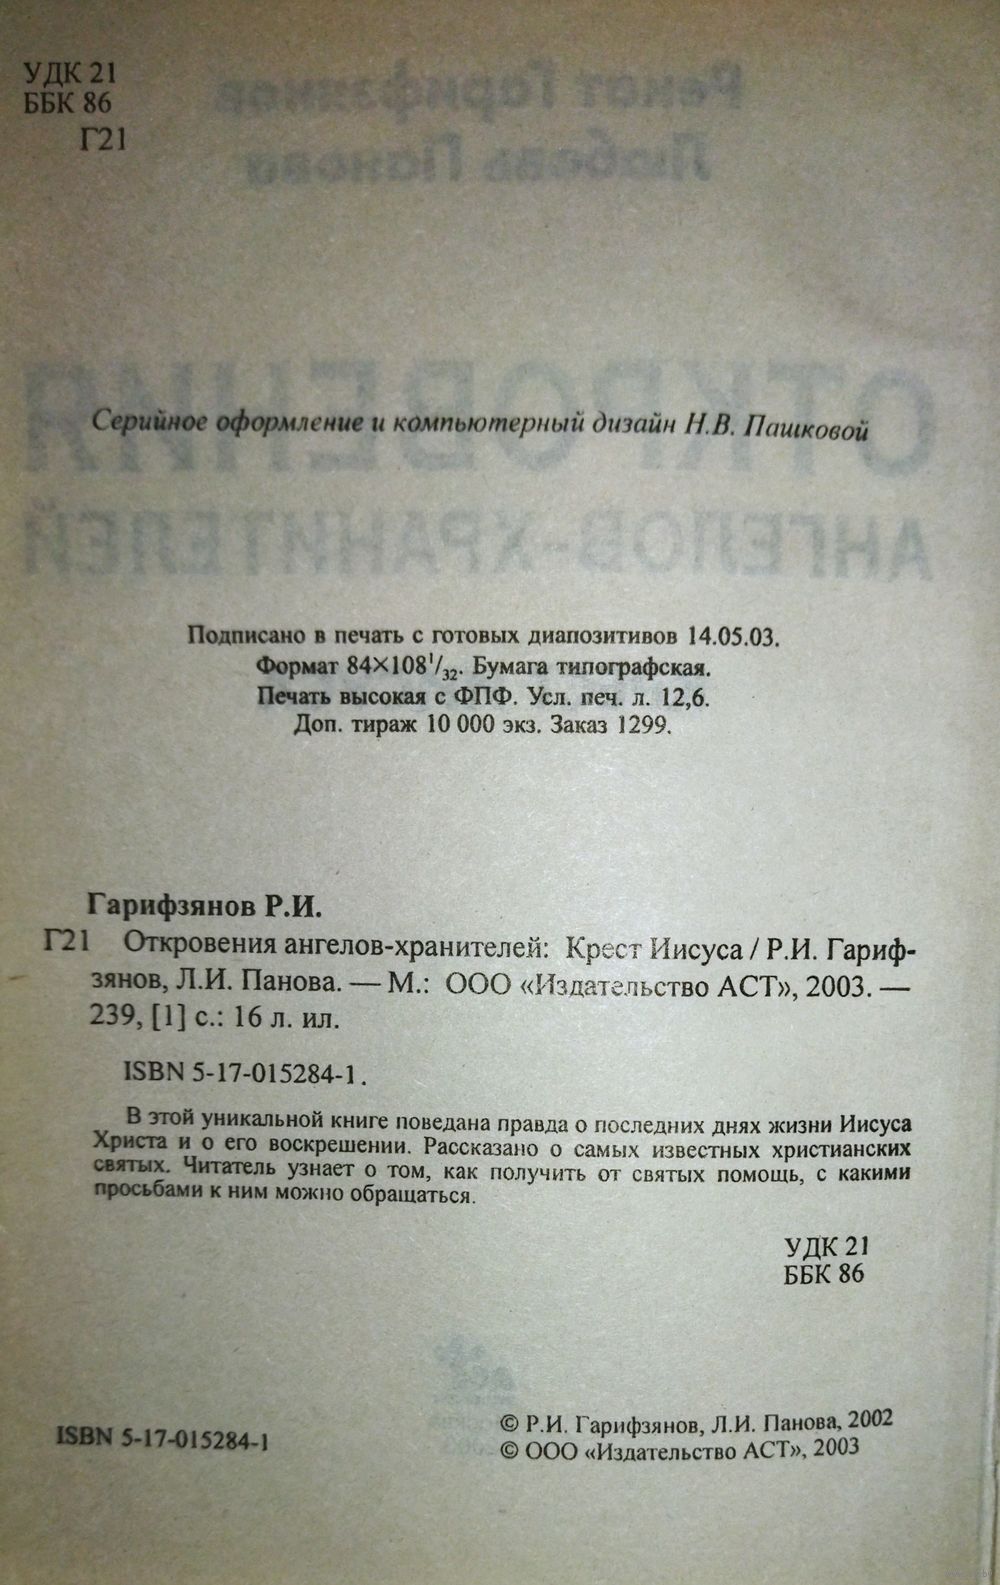 УДК 21
ББК 86
Г21
Серийное оформление и компьютерный дизайн Н.В. Пашковой
Подписано в печать с готовых диапозитивов 14.05.03.
Формат 84×108 1/32. Бумага типографская.
Печать высокая с ФПФ. Усл. печ. л. 12,6.
Доп. тираж 10 000 экз. Заказ 1299.
Гарифзянов Р.И.
Г21 Откровения ангелов-хранителей: Крест Иисуса / Р.И. Гариф-
зянов, Л.И. Панова. — М.: ООО «Издательство АСТ», 2003. —
239, [1] с.: 16 л. ил.
ISBN 5-17-015284-1.
В этой уникальной книге поведана правда о последних днях жизни Иисуса
Христа и о его воскрешении. Рассказано о самых известных христианских
святых. Читатель узнает о том, как получить от святых помощь, с какими
просьбами к ним можно обращаться.
УДК 21
ББК 86
ISBN 5-17-015284-1
© Р.И. Гарифзянов, Л.И. Панова, 2002
© ООО «Издательство АСТ», 2003